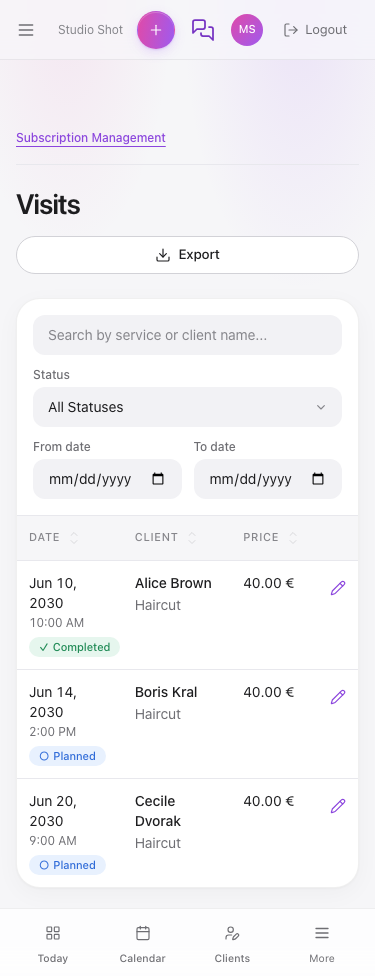 Studio Shot
MS
Logout
Subscription Management
Visits
Export
Search by service or client name...
Status
All Statuses
From date
To date
mm/dd/yyyy
mm/dd/yyyy
DATE
CLIENT
PRICE
Jun 10,
2030
10:00 AM
Completed
Alice Brown
Haircut
40.00 €
Jun 14,
2030
2:00 PM
Planned
Boris Kral
Haircut
40.00 €
Jun 20,
2030
9:00 AM
Planned
Cecile
Dvorak
Haircut
40.00 €
Today
Calendar
Clients
More